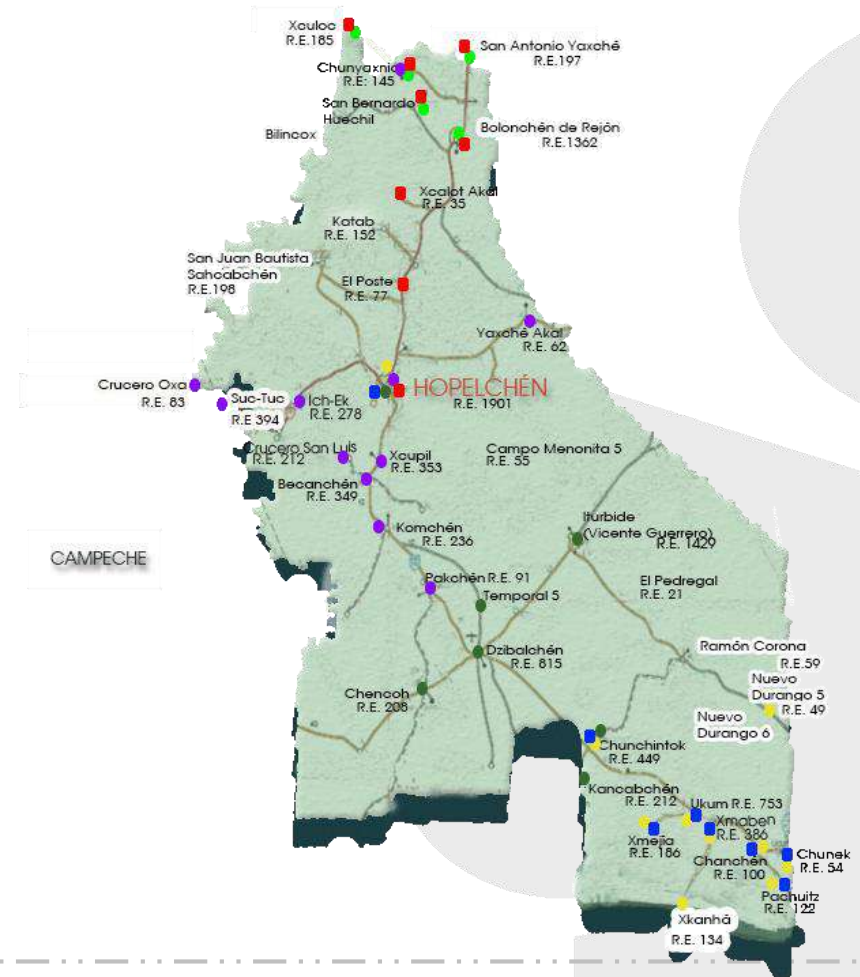 Xculoc
R.E.185
San Antonio Yaxché
R.E.197
Chunyaxnic
R.E: 145
San Bernardo
Huechil
Bilincox
Bolonchén de Rejón
R.E.1362
Xcalot Akal
R.E. 35
Katab
R.E. 152
San Juan Bautista
Sahcabchén
R.E.198
El Poste
R.E. 77
Yaxché Akal
R.E. 62
Crucero Oxa
R.E. 83
Suc-Tuc
R.E 394
Ich-Ek
R.E. 278
HOPELCHÉN
R.E. 1901
Crucero San Luis
R.E. 212
Xcupil
R.E. 353
Campo Menonita 5
R.E. 55
Becanchén
R.E. 349
Komchén
R.E. 236
Iturbide
(Vicente Guerrero)
R.E. 1429
CAMPECHE
Pakchén R.E. 91
El Pedregal
R.E. 21
Temporal 5
Dzibalchén
R.E. 815
Ramón Corona
R.E.59
Chencoh
R.E. 208
Nuevo
Durango 5
R.E. 49
Nuevo
Durango 6
Chunchintok
R.E. 449
Kancabchén
R.E. 212
Ukum R.E. 753
Xmaben
R.E. 386
Xmejia
R.E. 186
Chanchén
R.E. 100
Chunek
R.E. 54
Pachuitz
R.E. 122
Xkanhá
R.E. 134